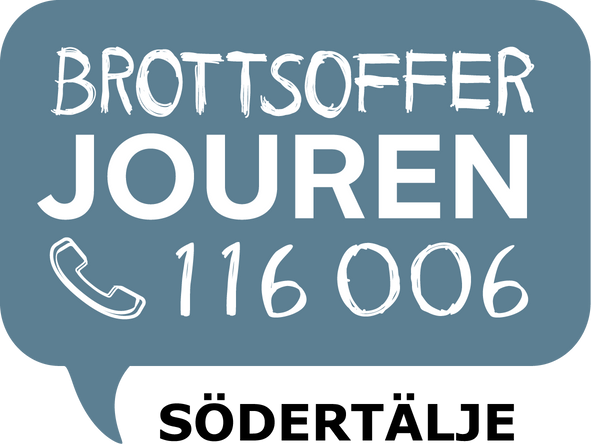 BROTTSOFFER
JOUREN
116 006
SÖDERTÄLJE